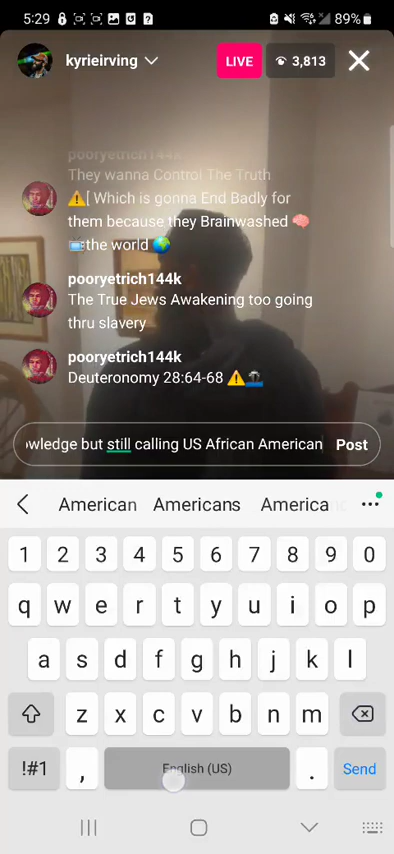 5:29
89%
kyrieirving
LIVE
3,813
pooryetrich144k
They wanna Control The Truth
⚠️[ Which is gonna End Badly for
them because they Brainwashed 🧠
📺the world 🌍
pooryetrich144k
The True Jews Awakening too going
thru slavery
pooryetrich144k
Deuteronomy 28:64-68 ⚠️🏝️
wledge but still calling US African American
Post
American Americans America
1 2 3 4 5 6 7 8 9 0
q w e r t y u i o p
a s d f g h j k l
z x c v b n m
!#1 , English (US) . Send